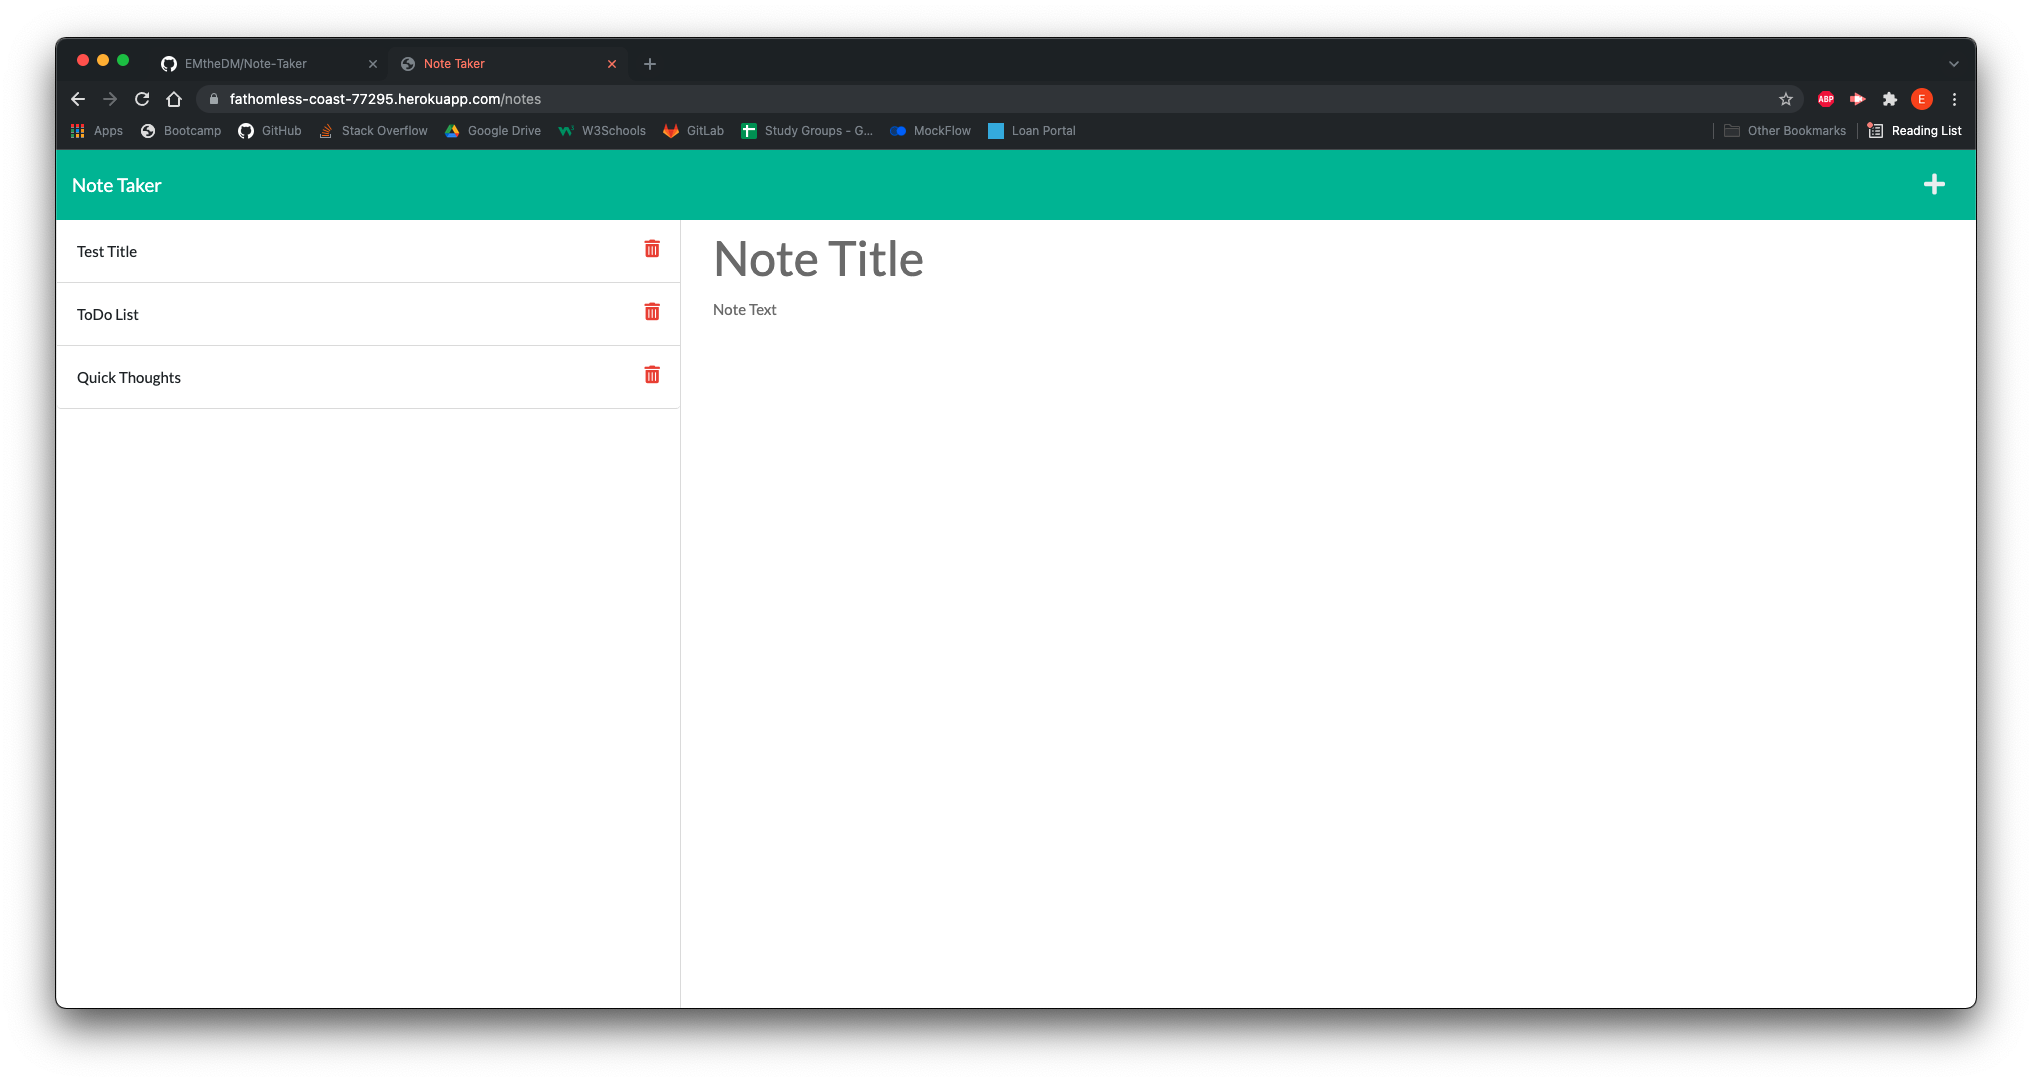 EMtheDM/Note-Taker
Note Taker
fathomless-coast-77295.herokuapp.com/notes
ABP
E
Apps
Bootcamp
GitHub
Stack Overflow
Google Drive
W3Schools
GitLab
Study Groups - G...
MockFlow
Loan Portal
Other Bookmarks
Reading List
Note Taker
Test Title
ToDo List
Quick Thoughts
Note Title
Note Text